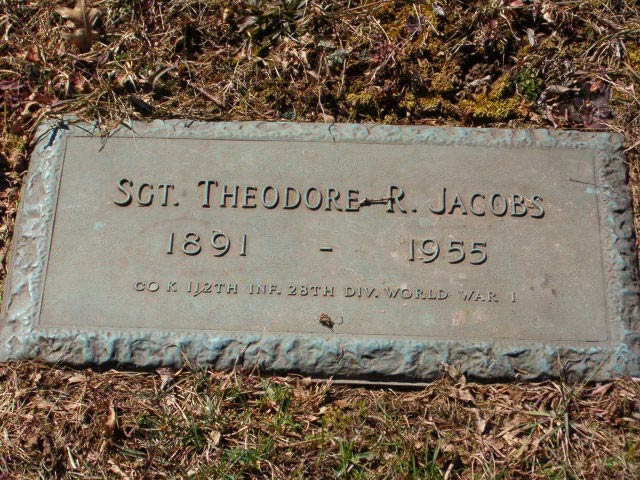 SGT. THEODORE R. JACOBS
1891 - 1955
CO K 112TH INF. 28TH DIV. WORLD WAR I